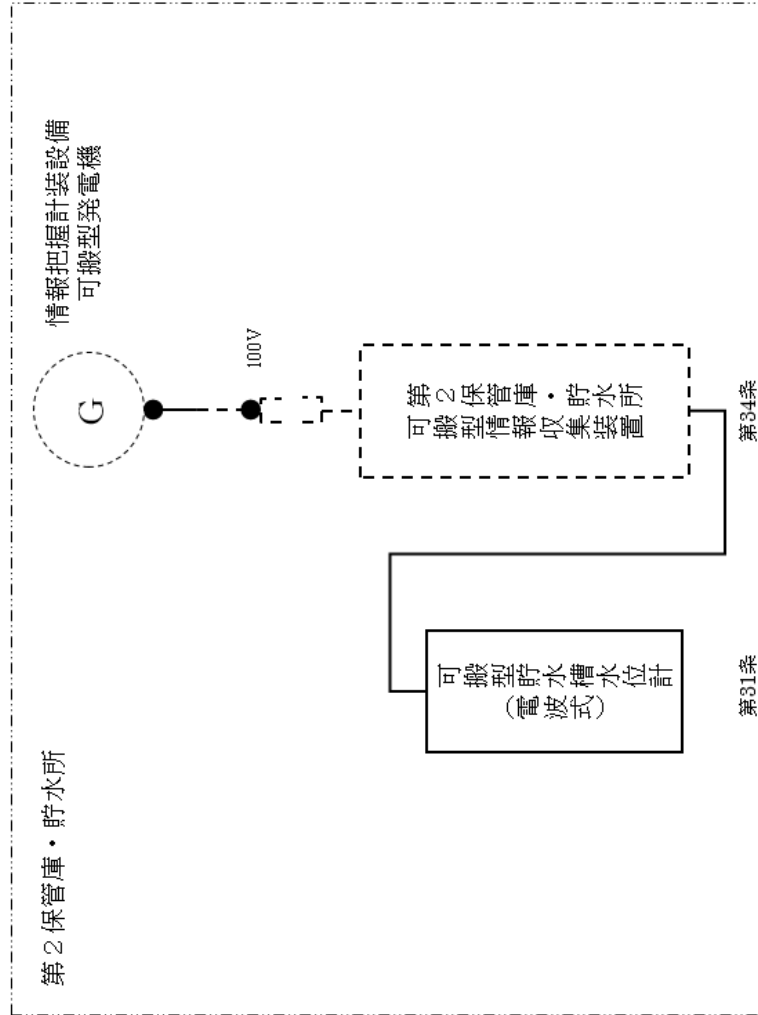 第２保管庫・貯水所
情報把握計装設備
可搬型発電機
G
100V
第２保管庫・貯水所
可搬型情報収集装置
可搬型貯水槽水位計
（電波式）
第34条
第31条